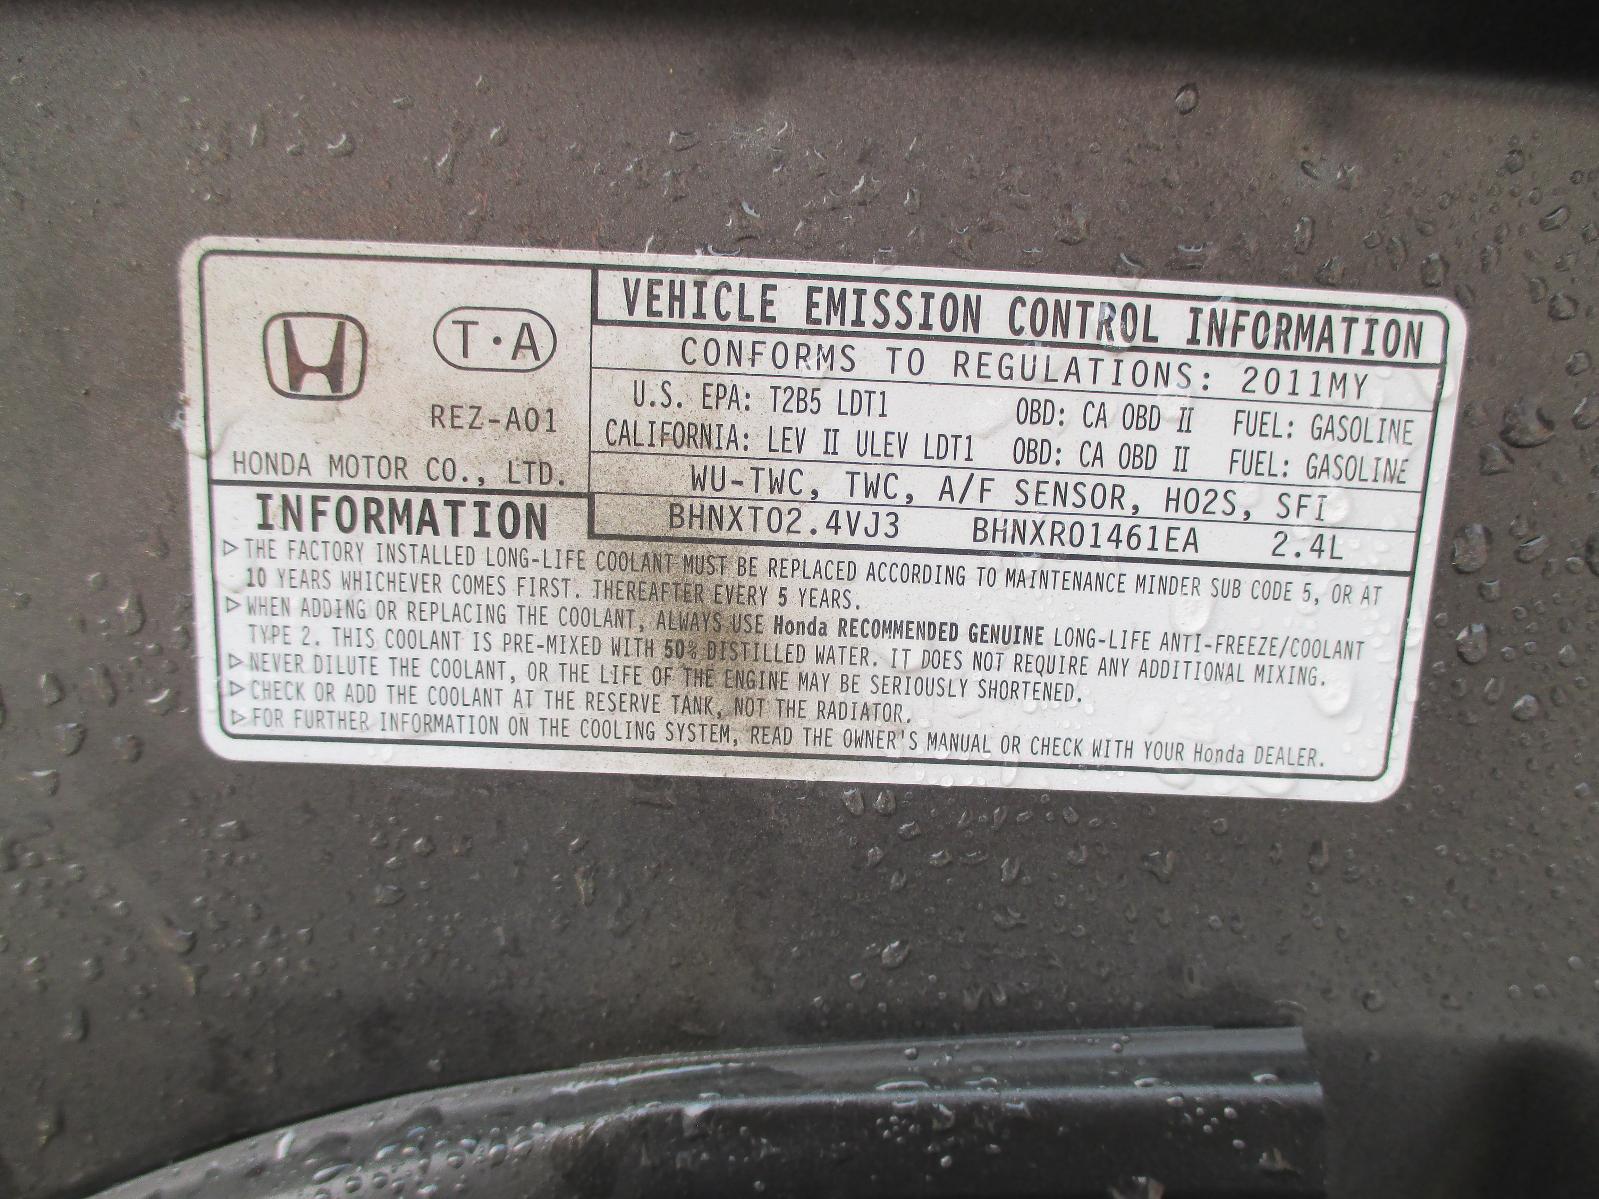 T·A
REZ-A01
HONDA MOTOR CO., LTD.
VEHICLE EMISSION CONTROL INFORMATION
CONFORMS TO REGULATIONS: 2011MY
U.S. EPA: T2B5 LDT1 OBD: CA OBD II FUEL: GASOLINE
CALIFORNIA: LEV II ULEV LDT1 OBD: CA OBD II FUEL: GASOLINE
WU-TWC, TWC, A/F SENSOR, HO2S, SFI
BHNXT02.4VJ3 BHNXR01461EA 2.4L
INFORMATION
▷THE FACTORY INSTALLED LONG-LIFE COOLANT MUST BE REPLACED ACCORDING TO MAINTENANCE MINDER SUB CODE 5, OR AT
10 YEARS WHICHEVER COMES FIRST. THEREAFTER EVERY 5 YEARS.
▷WHEN ADDING OR REPLACING THE COOLANT, ALWAYS USE Honda RECOMMENDED GENUINE LONG-LIFE ANTI-FREEZE/COOLANT
TYPE 2. THIS COOLANT IS PRE-MIXED WITH 50% DISTILLED WATER. IT DOES NOT REQUIRE ANY ADDITIONAL MIXING.
▷NEVER DILUTE THE COOLANT, OR THE LIFE OF THE ENGINE MAY BE SERIOUSLY SHORTENED.
▷CHECK OR ADD THE COOLANT AT THE RESERVE TANK, NOT THE RADIATOR.
▷FOR FURTHER INFORMATION ON THE COOLING SYSTEM, READ THE OWNER'S MANUAL OR CHECK WITH YOUR Honda DEALER.